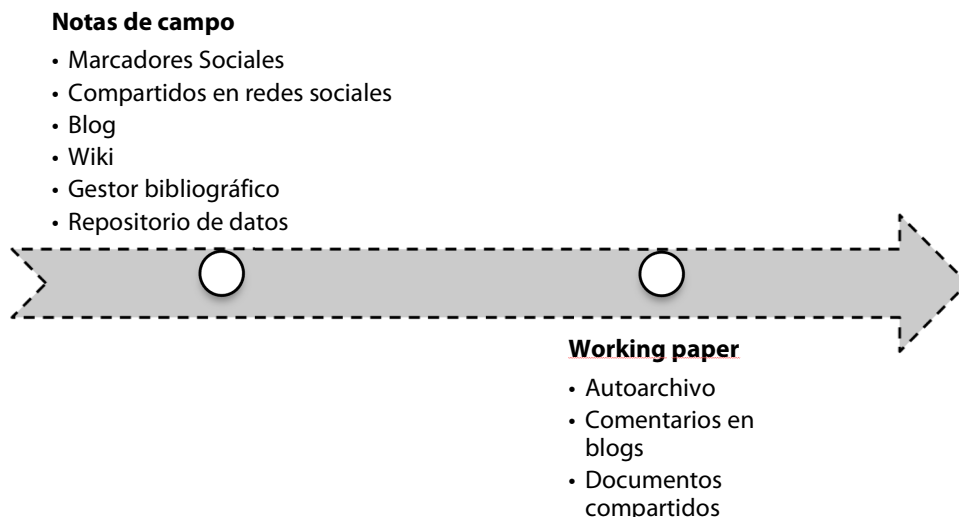 Notas de campo
• Marcadores Sociales
• Compartidos en redes sociales
• Blog
• Wiki
• Gestor bibliográfico
• Repositorio de datos
Working paper
• Autoarchivo
• Comentarios en
blogs
• Documentos
compartidos